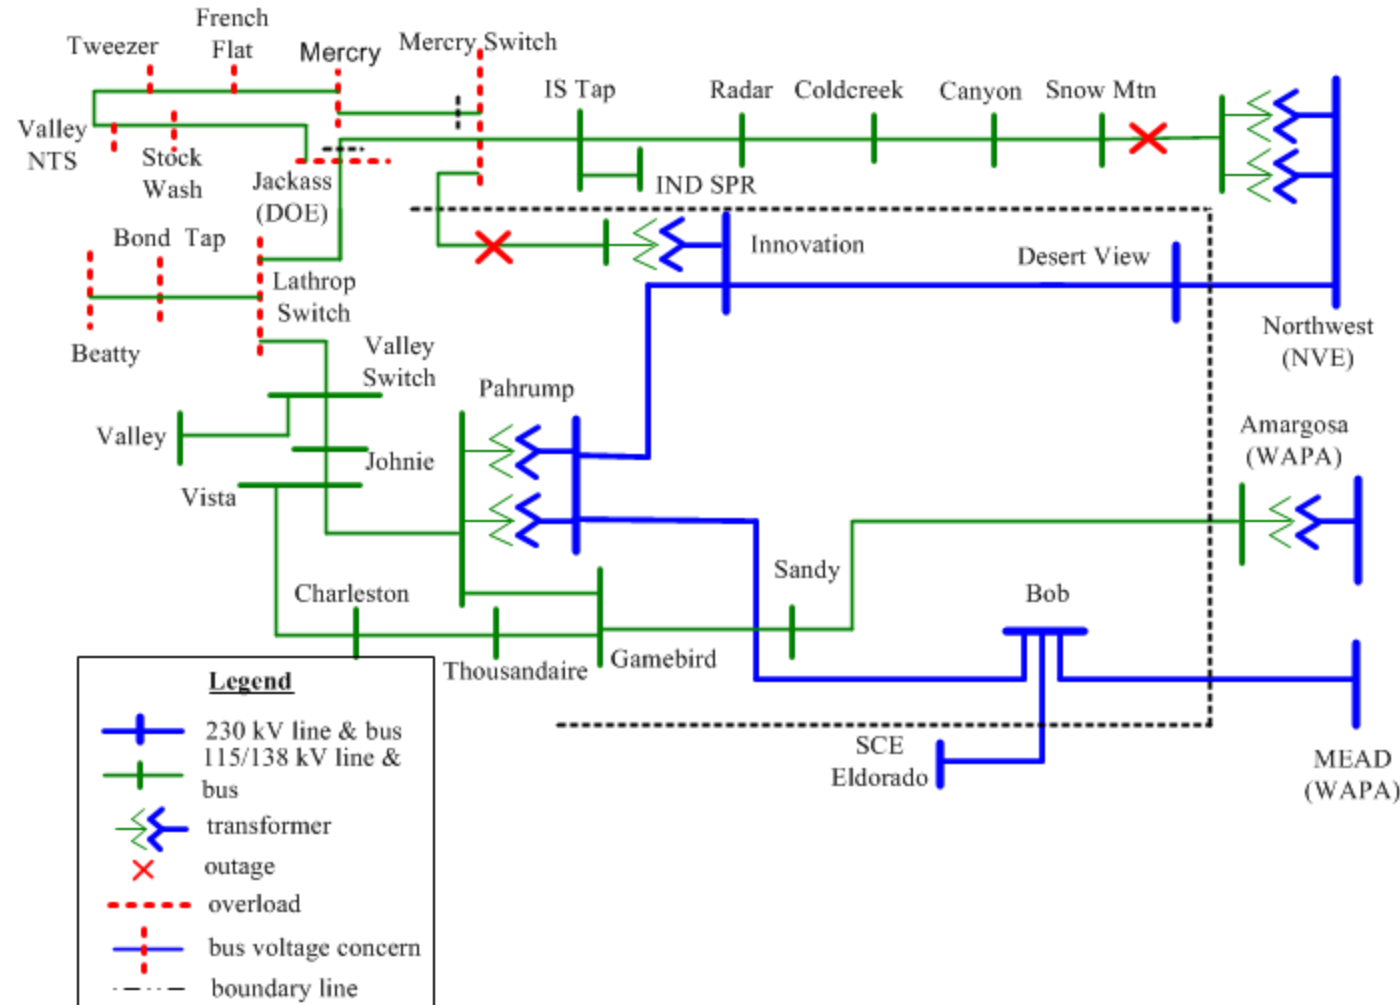 French
Flat
Tweezer
Mercry
Mercry Switch
IS Tap
Radar
Coldcreek
Canyon
Snow Mtn
Valley
NTS
Stock
Wash
Jackass
(DOE)
IND SPR
Bond Tap
Innovation
Desert View
Lathrop
Switch
Northwest
(NVE)
Beatty
Valley
Switch
Pahrump
Amargosa
(WAPA)
Valley
Johnie
Vista
Sandy
Charleston
Bob
Thousandaire
Gamebird
SCE
Eldorado
MEAD
(WAPA)
Legend
230 kV line & bus
115/138 kV line &
bus
transformer
outage
overload
bus voltage concern
boundary line